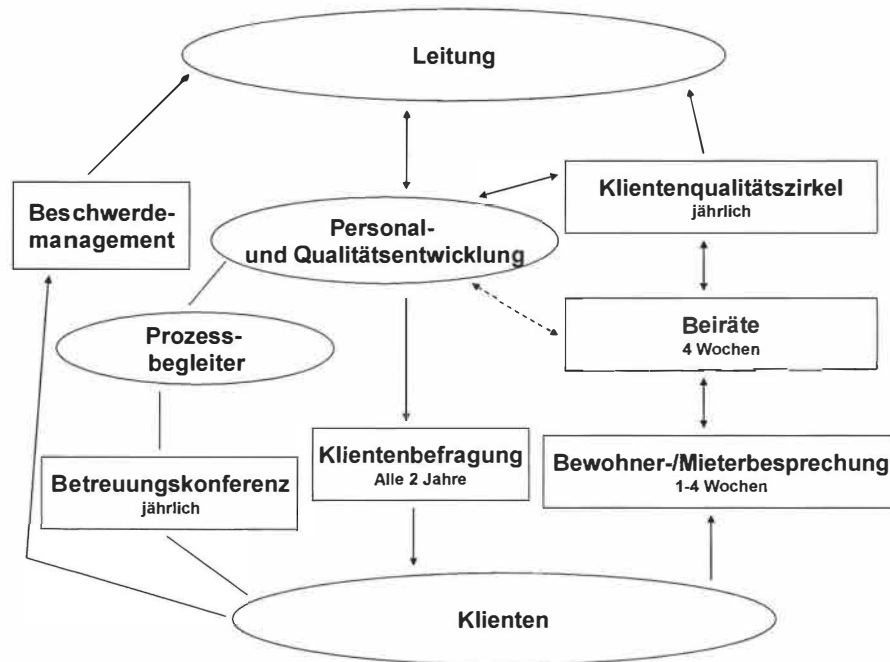 Leitung
Beschwerde-
management
Personal-
und Qualitätsentwicklung
Klientenqualitätszirkel
jährlich
Prozess-
begleiter
Beiräte
4 Wochen
Betreuungskonferenz
jährlich
Klientenbefragung
Alle 2 Jahre
Bewohner-/Mieterbesprechung
1-4 Wochen
Klienten